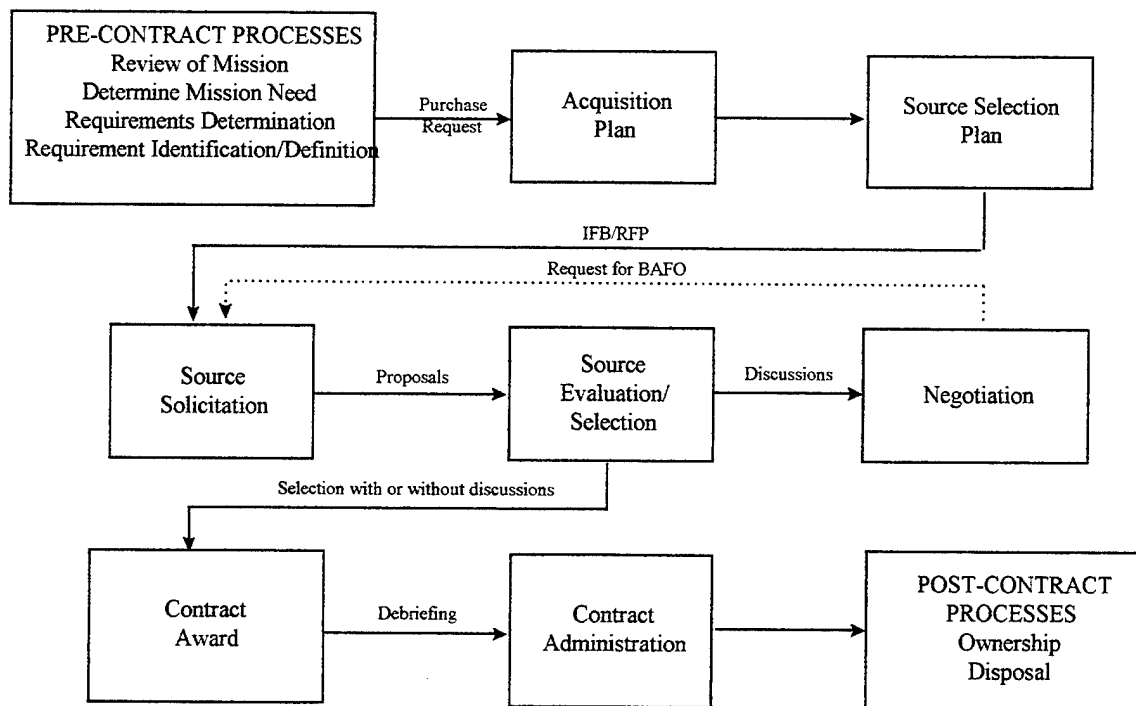 PRE-CONTRACT PROCESSES
Review of Mission
Determine Mission Need
Requirements Determination
Requirement Identification/Definition
Purchase
Request
Acquisition
Plan
Source Selection
Plan
IFB/RFP
Request for BAFO
Source
Solicitation
Proposals
Source
Evaluation/
Selection
Discussions
Negotiation
Selection with or without discussions
Contract
Award
Debriefing
Contract
Administration
POST-CONTRACT
PROCESSES
Ownership
Disposal